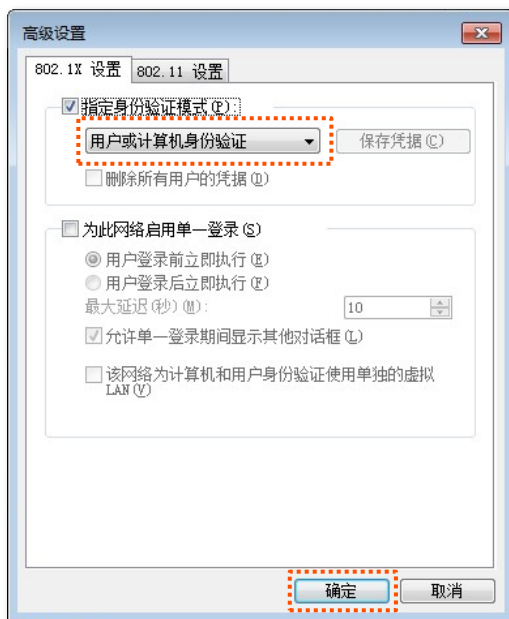 高级设置
802.1X 设置 802.11 设置
指定身份验证模式(P):
用户或计算机身份验证 保存凭据(C)
删除所有用户的凭据(D)
为此网络启用单一登录(S)
用户登录前立即执行(E)
用户登录后立即执行(F)
最大延迟(秒)(M): 10
允许单一登录期间显示其他对话框(L)
该网络为计算机和用户身份验证使用单独的虚拟
LAN(V)
确定 取消